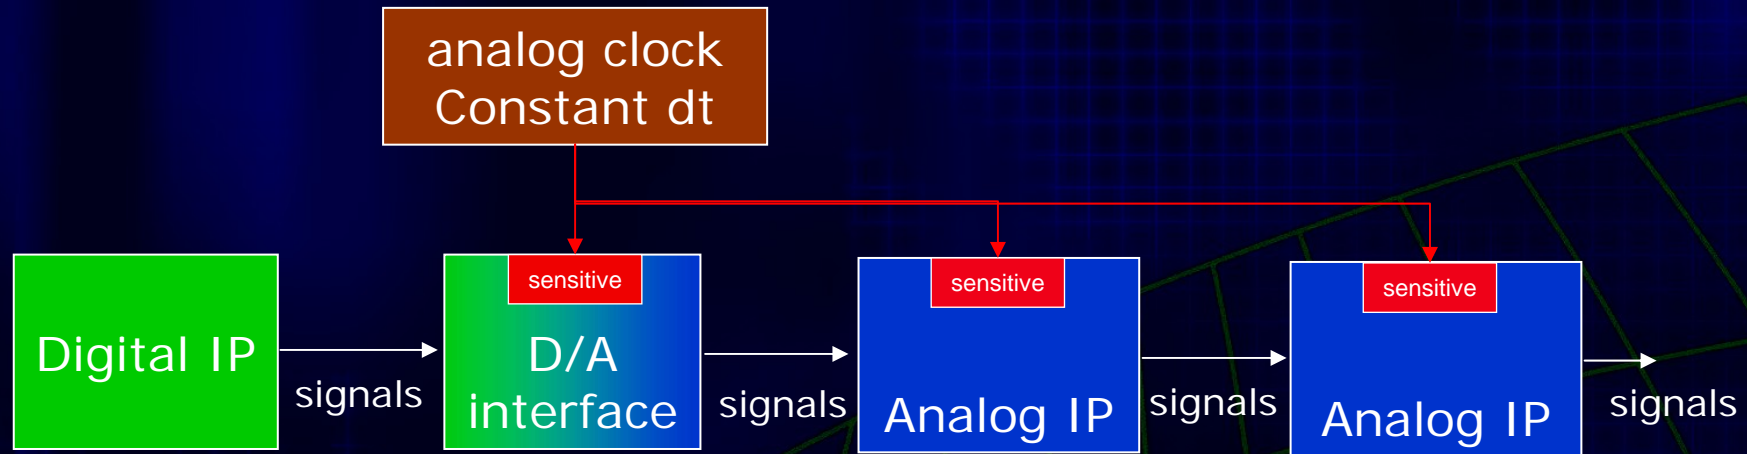 analog clock
Constant dt
sensitive
sensitive
sensitive
Digital IP
signals
D/A
interface
signals
Analog IP
signals
Analog IP
signals